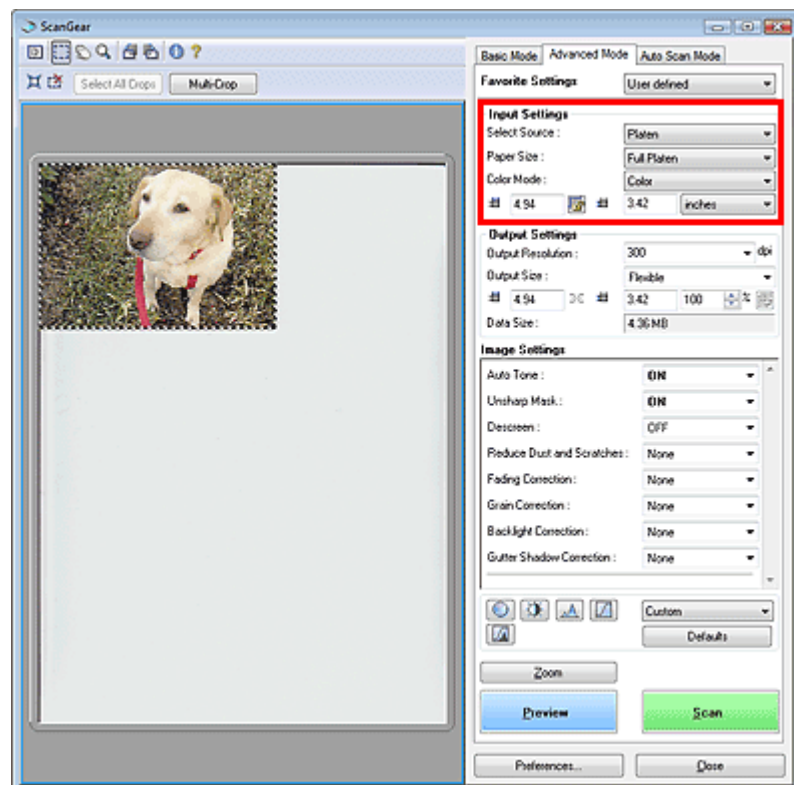 ScanGear
Basic Mode Advanced Mode Auto Scan Mode
Select All Crops Multi-Crop
Favorite Settings User defined
Input Settings
Select Source : Platen
Paper Size : Full Platen
Color Mode : Color
4.94 3.42 inches
Output Settings
Output Resolution : 300 dpi
Output Size : Flexible
4.94 3.42 100 %
Data Size : 4.36 MB
Image Settings
Auto Tone : ON
Unsharp Mask : ON
Descreen : OFF
Reduce Dust and Scratches : None
Fading Correction : None
Grain Correction : None
Backlight Correction : None
Gutter Shadow Correction : None
Custom
Defaults
Zoom
Preview Scan
Preferences... Close